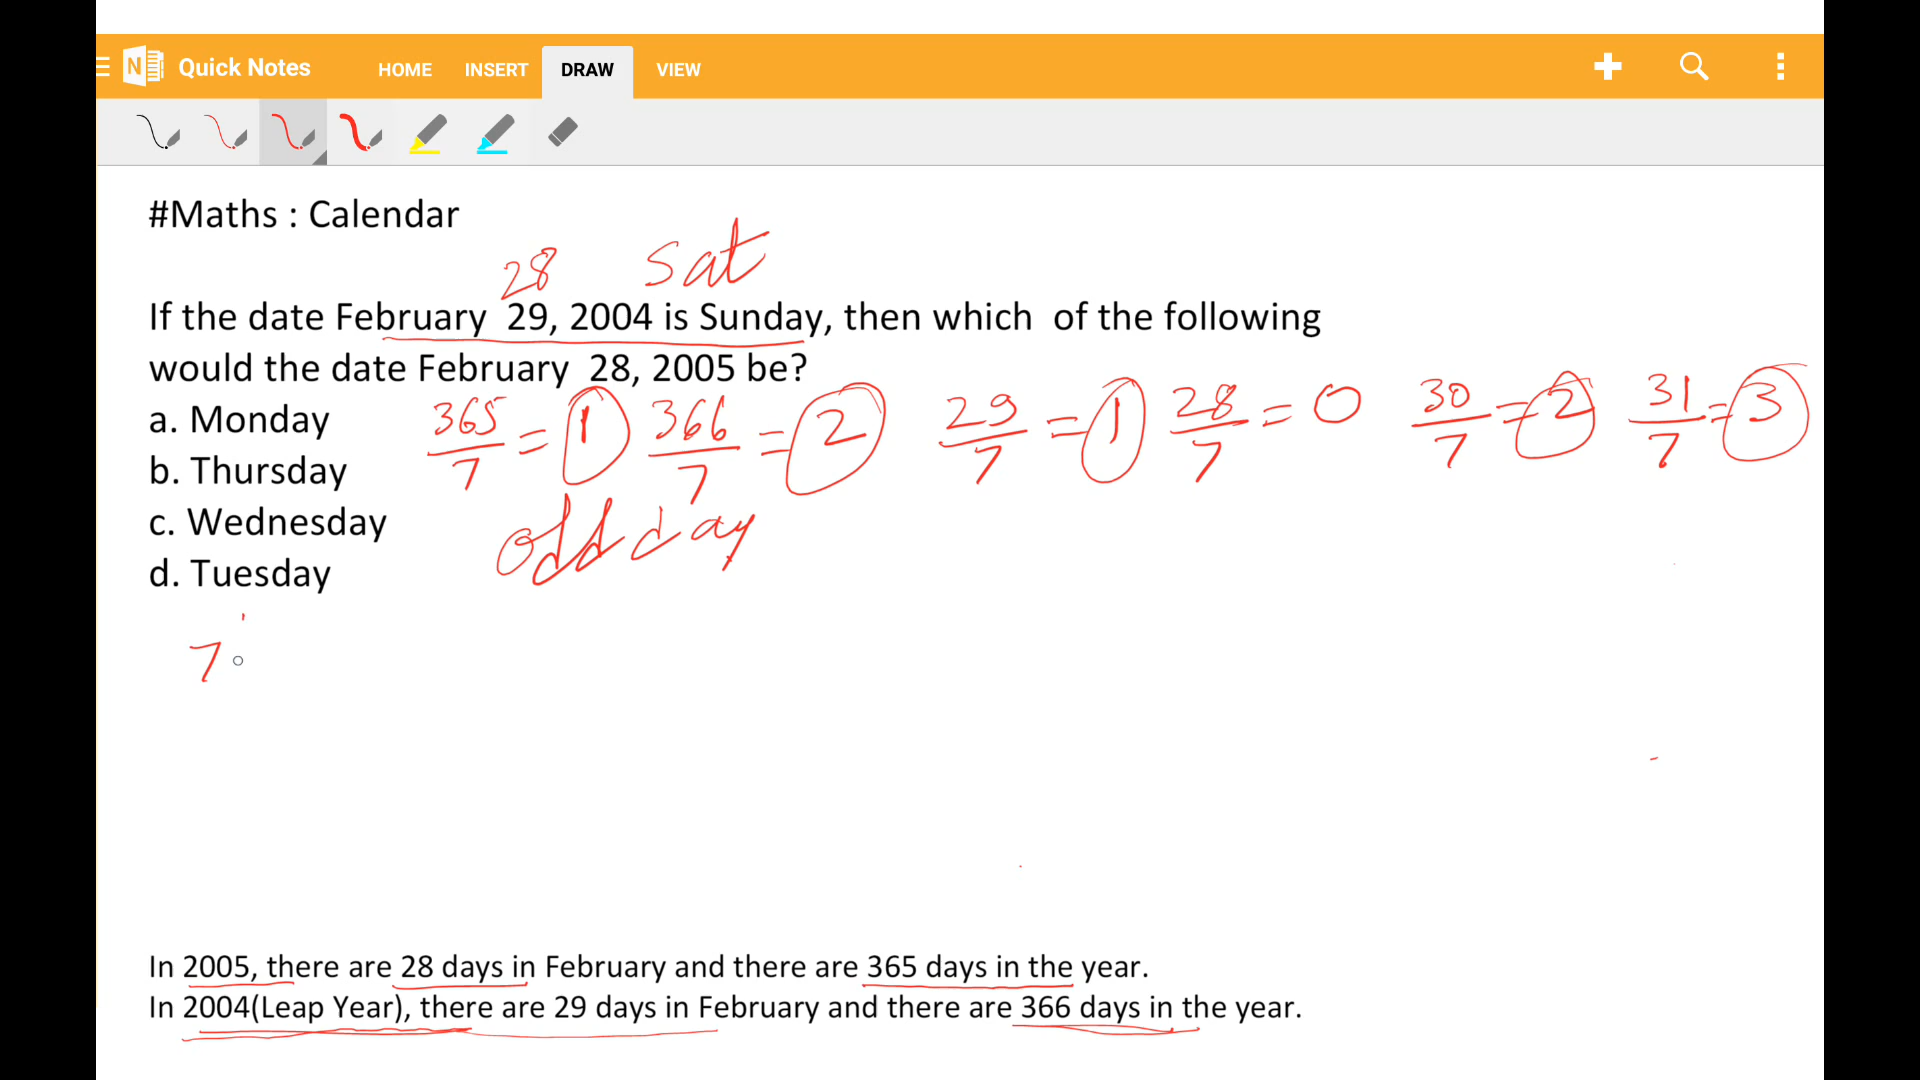 Quick Notes HOME INSERT DRAW VIEW
#Maths : Calendar
28 Sat
If the date February 29, 2004 is Sunday, then which of the following
would the date February 28, 2005 be?
a. Monday
365/7 = 1 366/7 = 2 29/7 = 1 28/7 = 0 30/7 = 2 31/7 = 3
b. Thursday
c. Wednesday
odd day
d. Tuesday
7
In 2005, there are 28 days in February and there are 365 days in the year.
In 2004(Leap Year), there are 29 days in February and there are 366 days in the year.